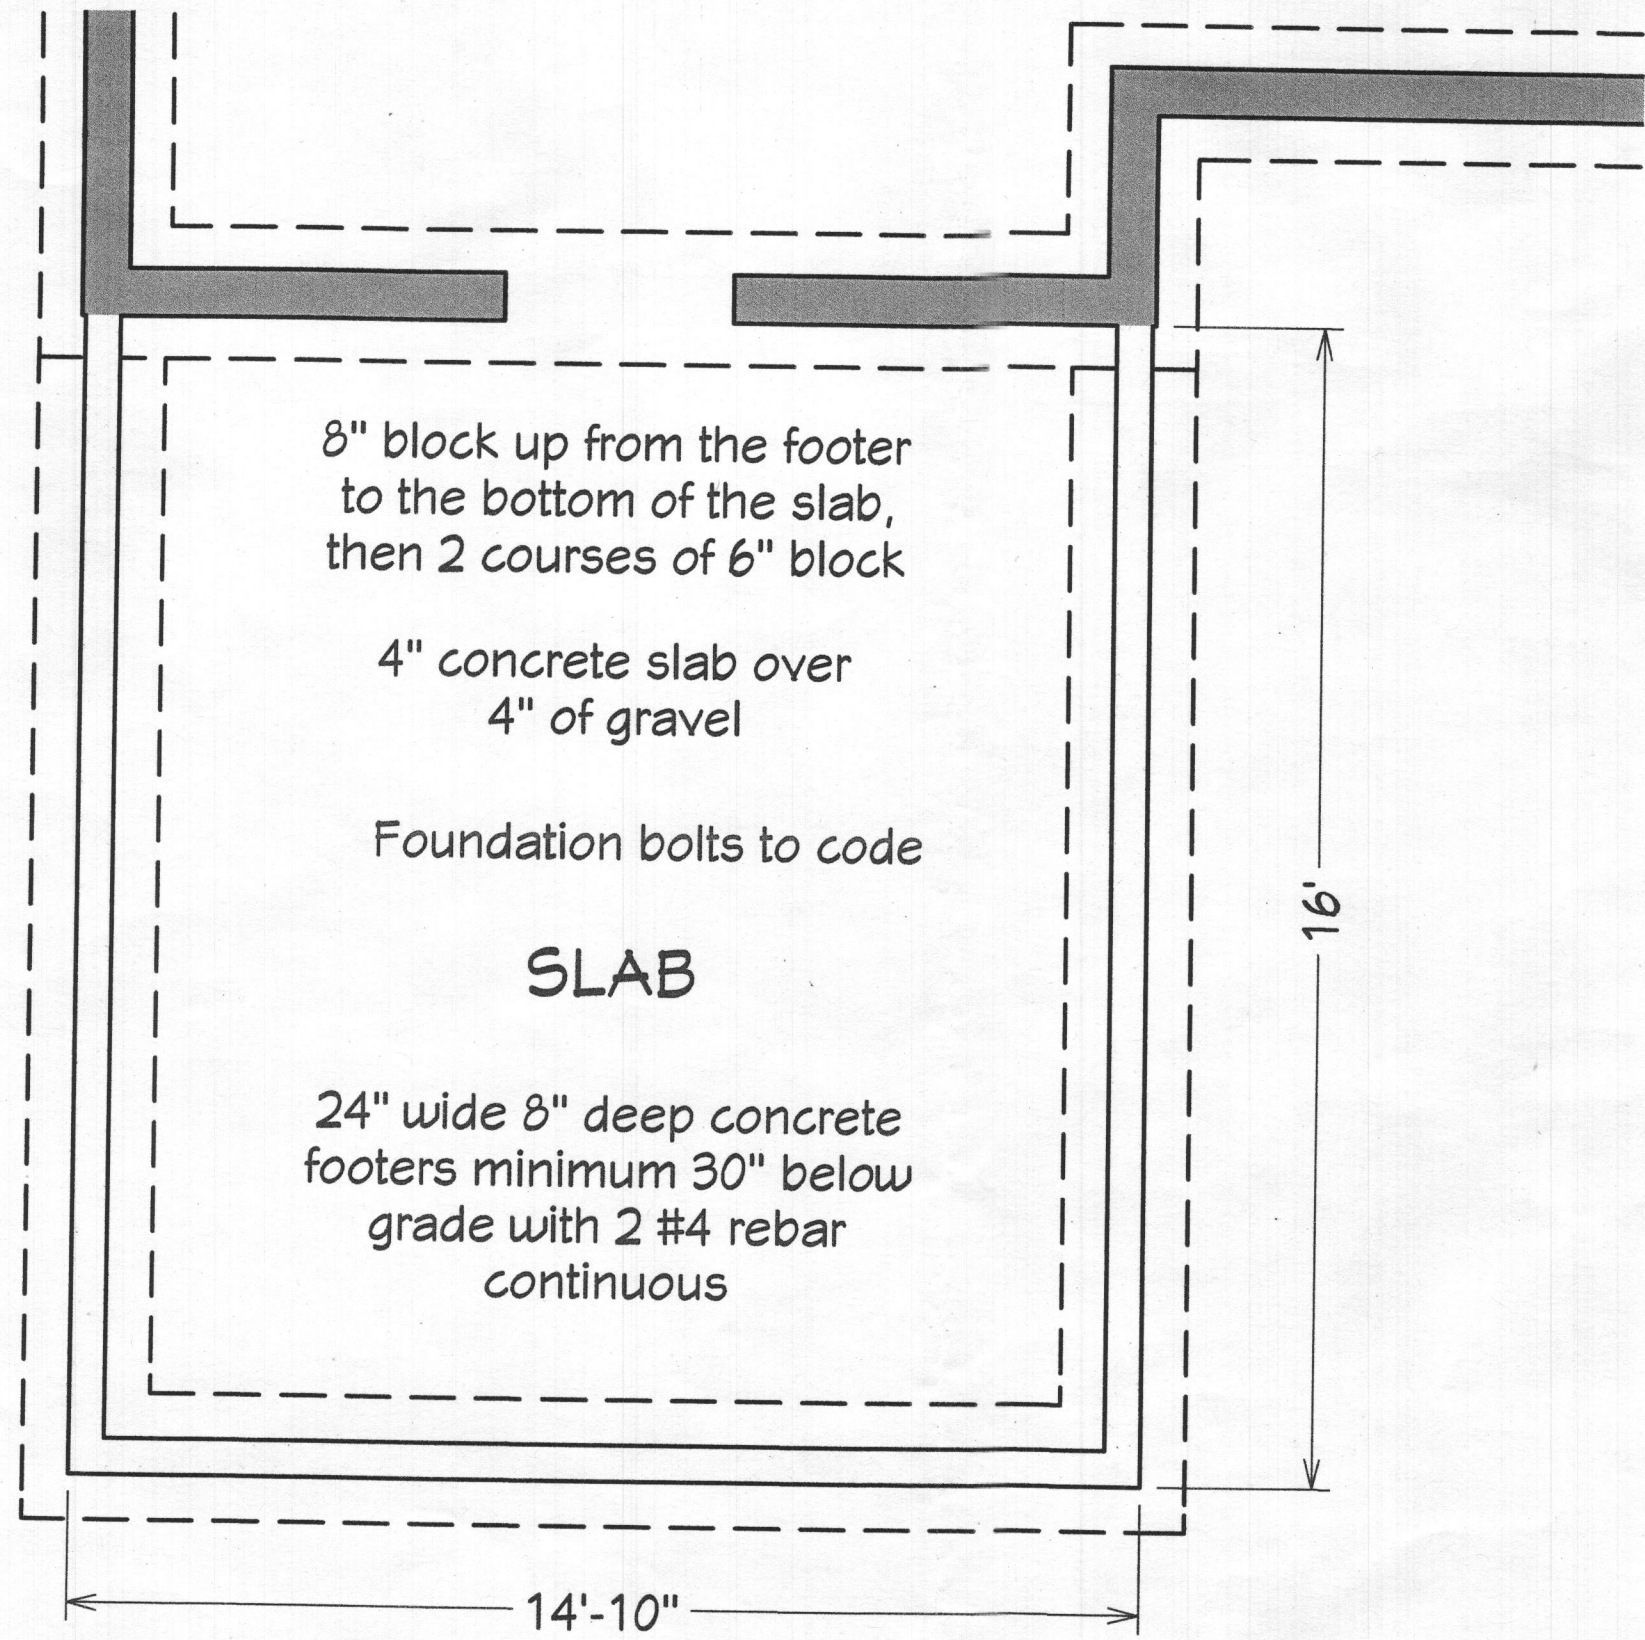 8" block up from the footer
to the bottom of the slab,
then 2 courses of 6" block
4" concrete slab over
4" of gravel
Foundation bolts to code
16'
SLAB
24" wide 8" deep concrete
footers minimum 30" below
grade with 2 #4 rebar
continuous
14'-10"